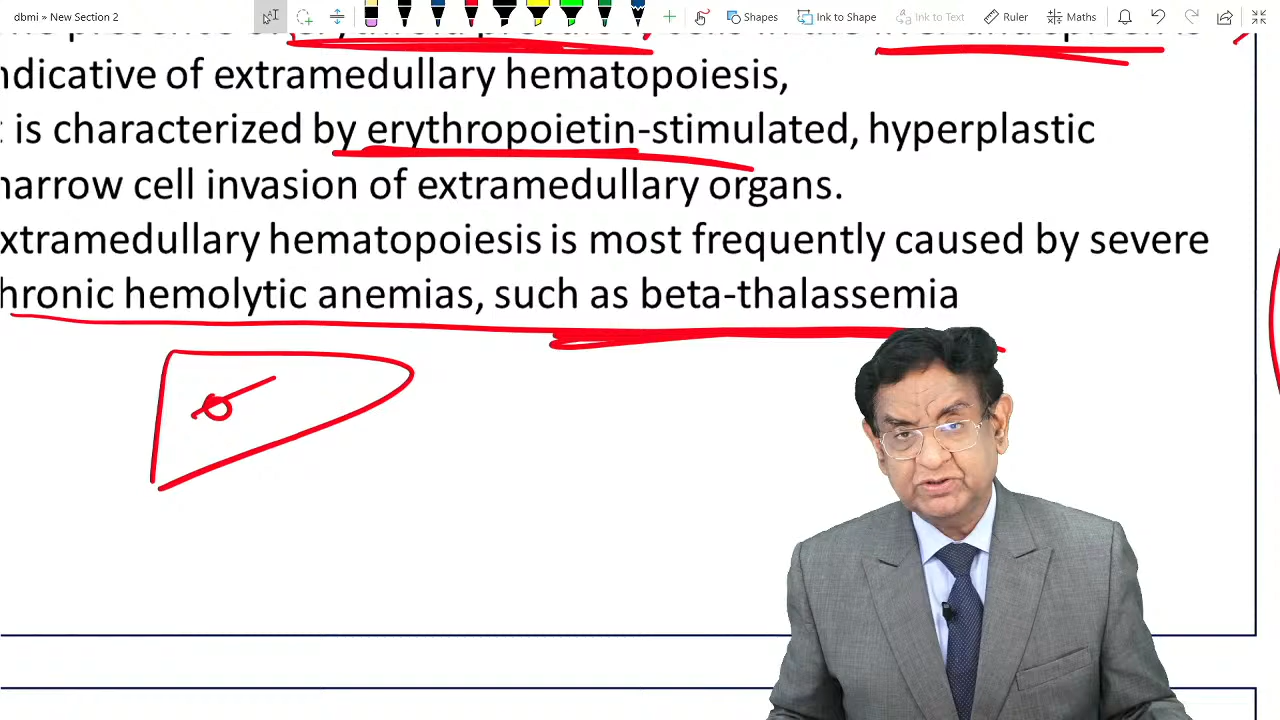 dbmi » New Section 2
Shapes Ink to Shape Ink to Text Ruler Maths
ndicative of extramedullary hematopoiesis,
is characterized by erythropoietin-stimulated, hyperplastic
narrow cell invasion of extramedullary organs.
xtramedullary hematopoiesis is most frequently caused by severe
hronic hemolytic anemias, such as beta-thalassemia